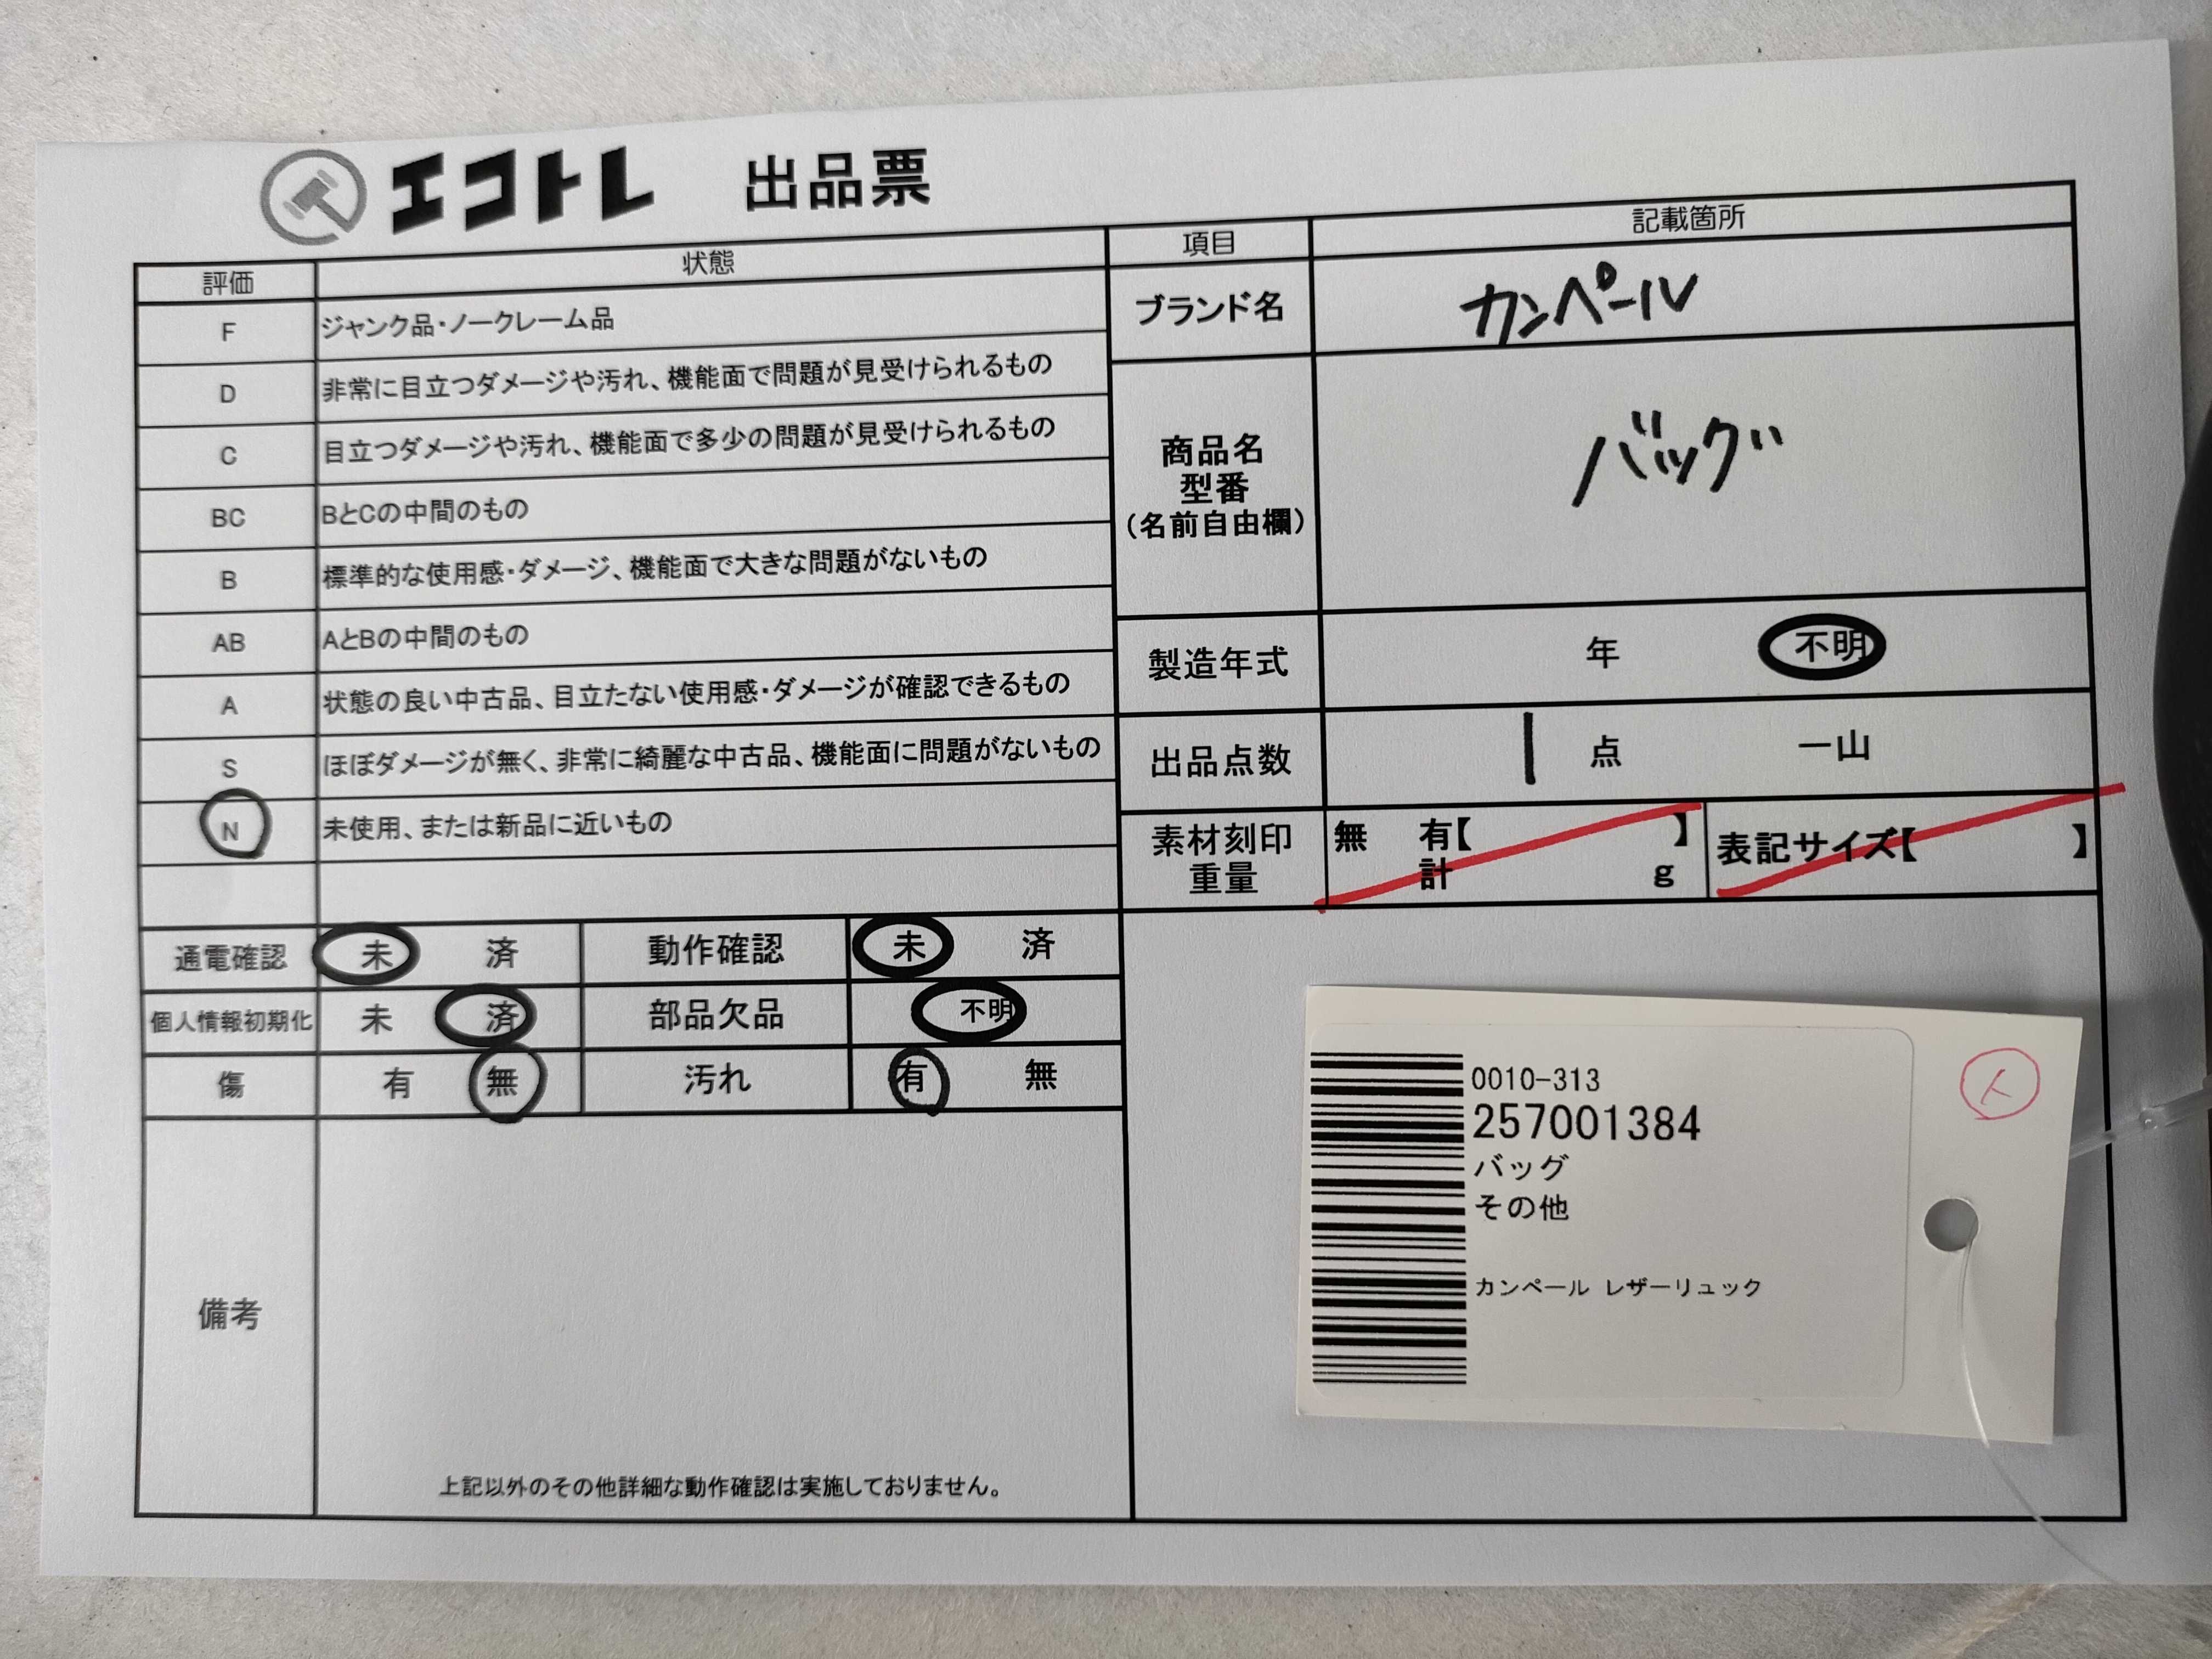 エコトレ 出品票
評価 状態
F ジャンク品・ノークレーム品
D 非常に目立つダメージや汚れ、機能面で問題が見受けられるもの
C 目立つダメージや汚れ、機能面で多少の問題が見受けられるもの
BC BとCの中間のもの
B 標準的な使用感・ダメージ、機能面で大きな問題がないもの
AB AとBの中間のもの
A 状態の良い中古品、目立たない使用感・ダメージが確認できるもの
S ほぼダメージが無く、非常に綺麗な中古品、機能面に問題がないもの
N 未使用、または新品に近いもの
通電確認 未 済 動作確認 未 済
個人情報初期化 未 済 部品欠品 不明
傷 有 無 汚れ 有 無
備考
上記以外のその他詳細な動作確認は実施しておりません。
項目 記載箇所
ブランド名 カンペール
商品名
型番
(名前自由欄)
バッグ
製造年式 年 不明
出品点数 1 点 一山
素材刻印 無 有【 】 表記サイズ【 】
重量 計 g
0010-313
257001384
バッグ
その他
カンペール レザーリュック